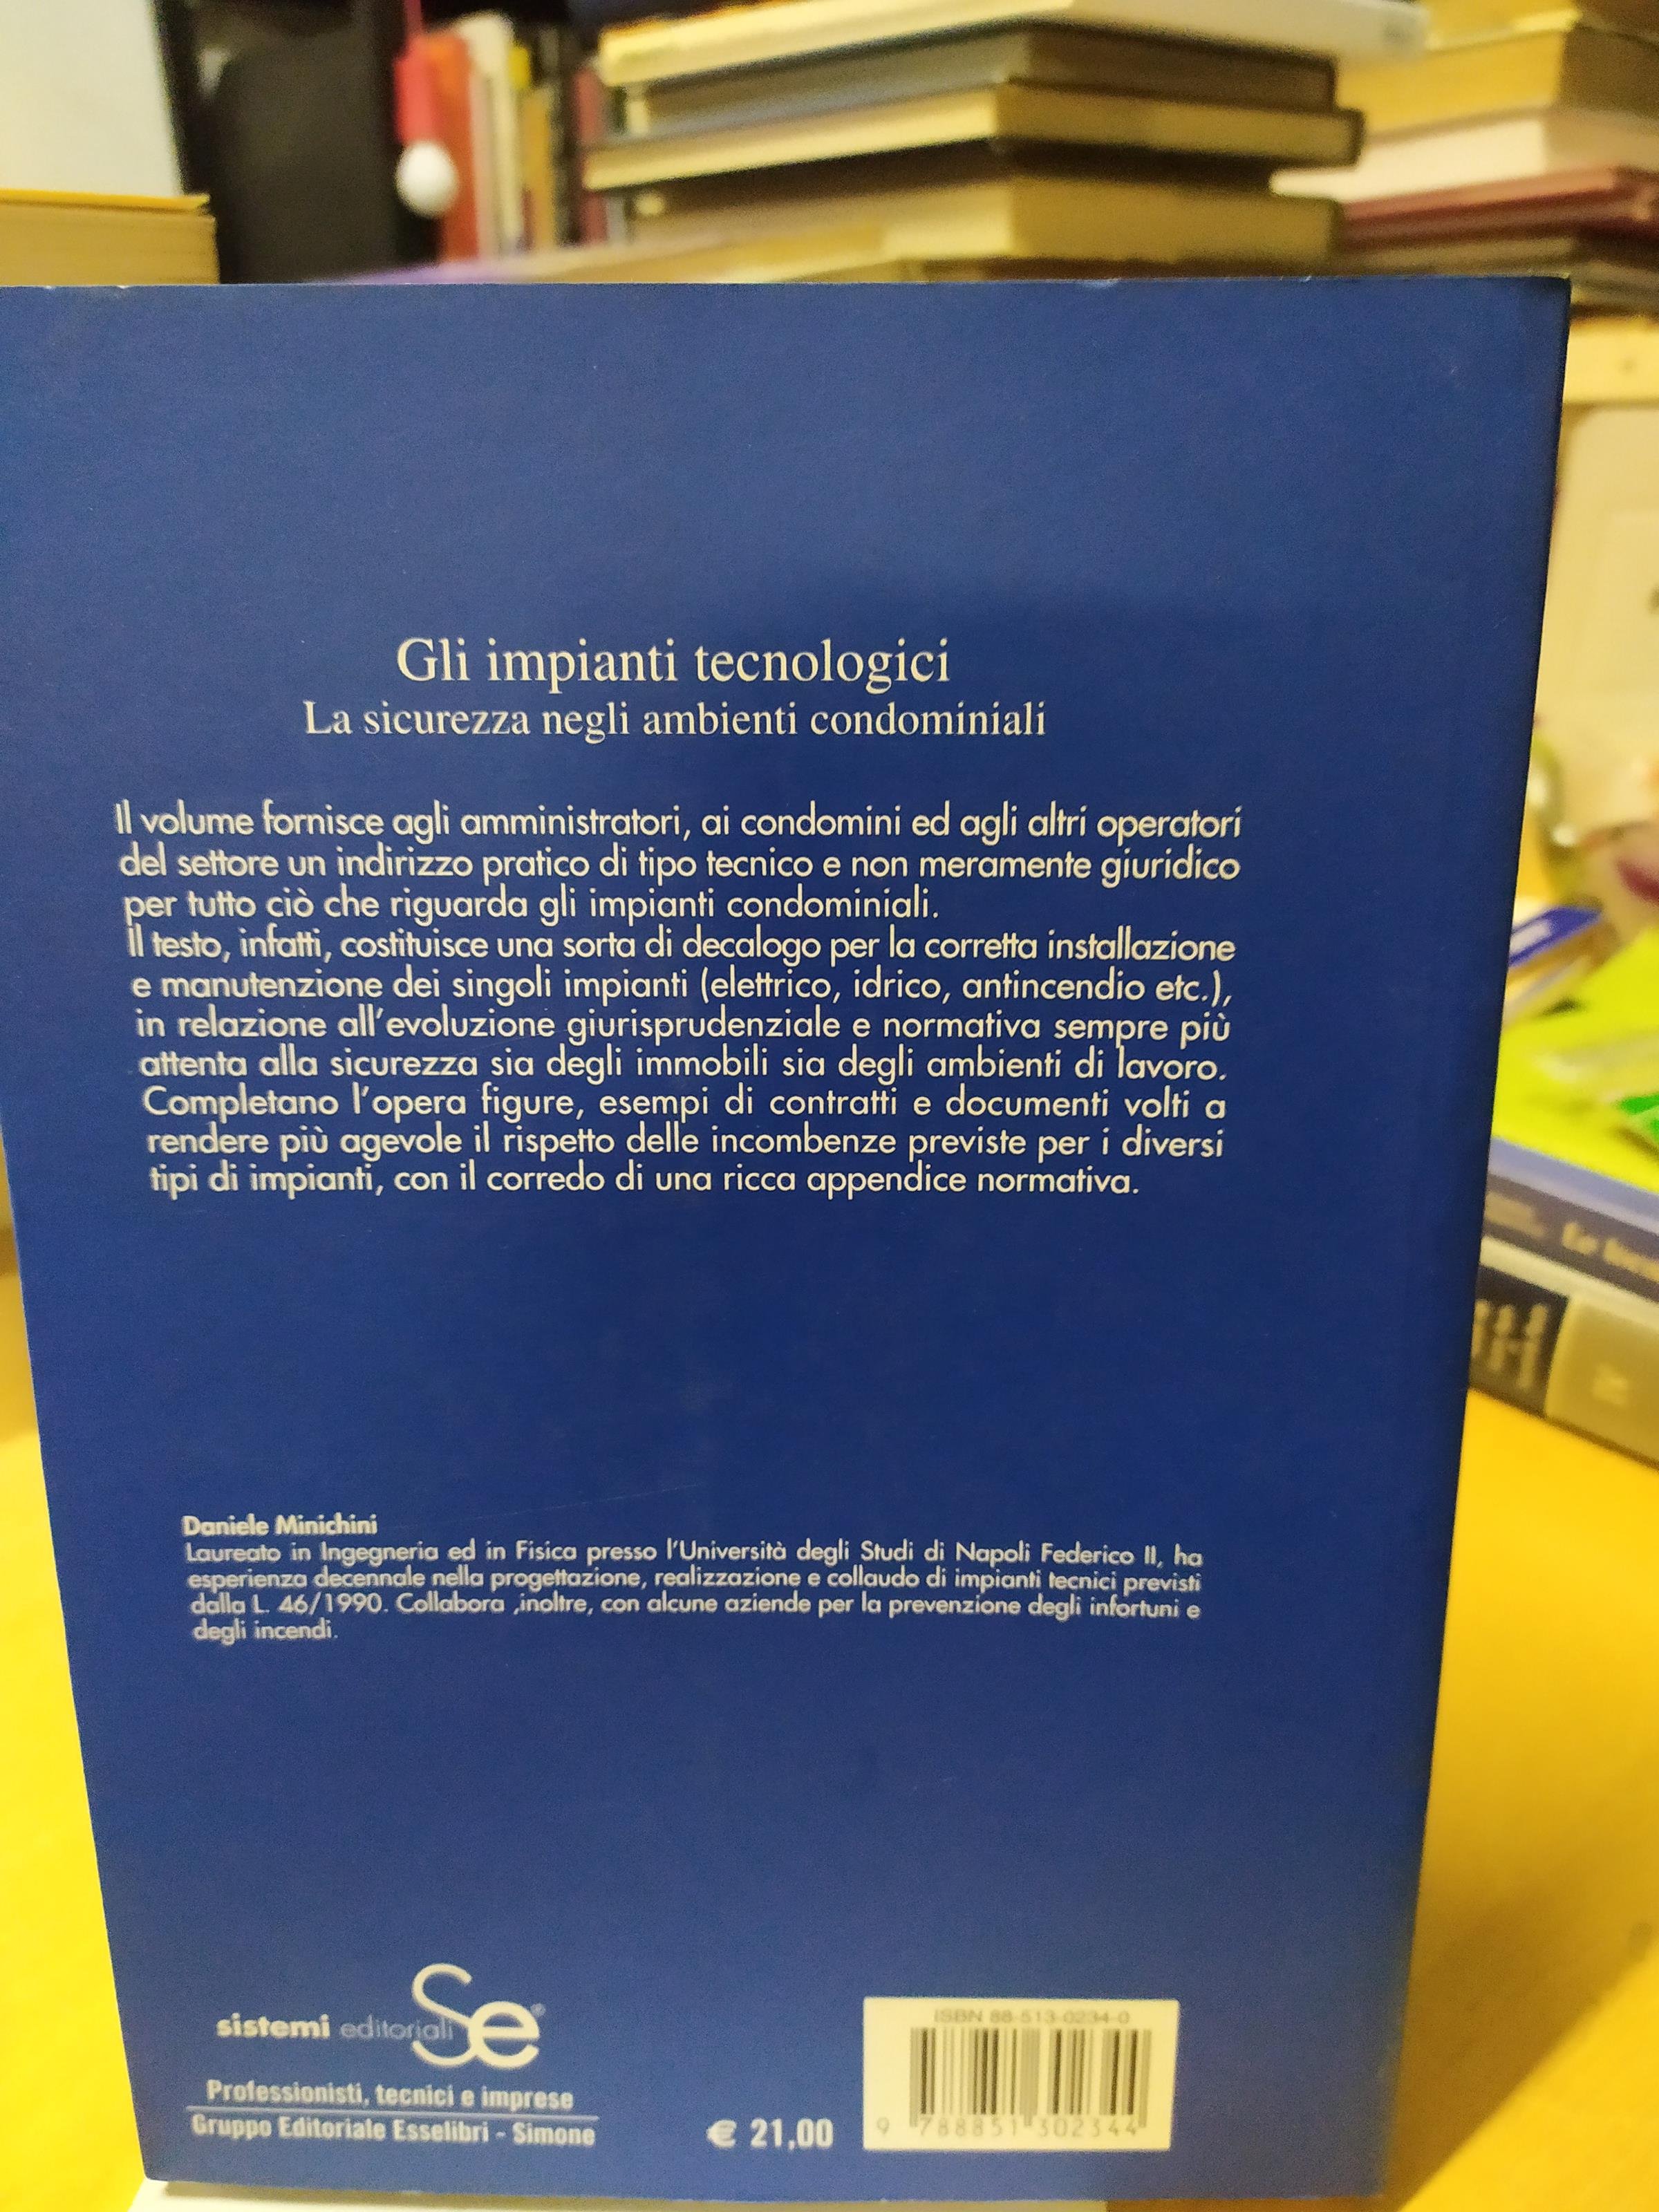 Gli impianti tecnologici
La sicurezza negli ambienti condominiali
Il volume fornisce agli amministratori, ai condomini ed agli altri operatori
del settore un indirizzo pratico di tipo tecnico e non meramente giuridico
per tutto ciò che riguarda gli impianti condominiali.
Il testo, infatti, costituisce una sorta di decalogo per la corretta installazione
e manutenzione dei singoli impianti (elettrico, idrico, antincendio etc.),
in relazione all'evoluzione giurisprudenziale e normativa sempre più
attenta alla sicurezza sia degli immobili sia degli ambienti di lavoro.
Completano l'opera figure, esempi di contratti e documenti volti a
rendere più agevole il rispetto delle incombenze previste per i diversi
tipi di impianti, con il corredo di una ricca appendice normativa.
Daniele Minichini
Laureato in Ingegneria ed in Fisica presso l'Università degli Studi di Napoli Federico II, ha
esperienza decennale nella progettazione, realizzazione e collaudo di impianti tecnici previsti
dalla L. 46/1990. Collabora ,inoltre, con alcune aziende per la prevenzione degli infortuni e
degli incendi.
sistemi editoriali Se®
Professionisti, tecnici e imprese
Gruppo Editoriale Esselibri - Simone
€ 21,00
ISBN 88-513-0234-0
9 788851 302344